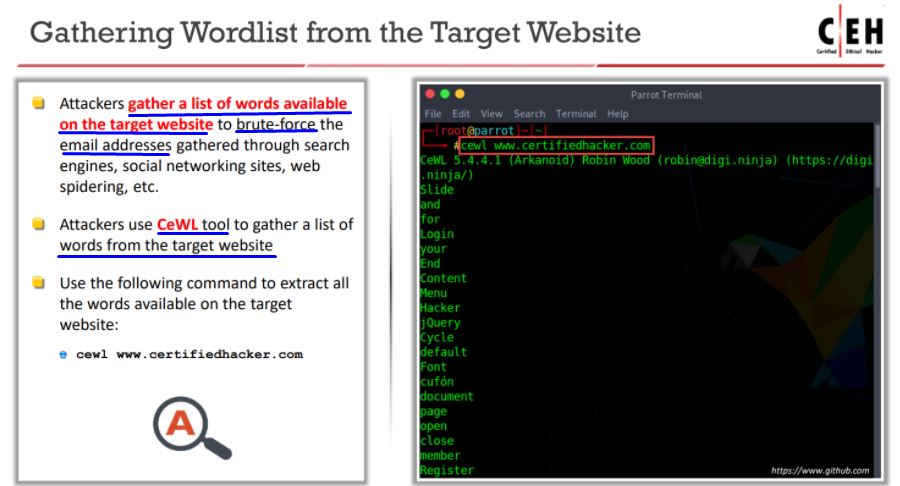 Gathering Wordlist from the Target Website
C|EH
Certified Ethical Hacker
Attackers gather a list of words available
on the target website to brute-force the
email addresses gathered through search
engines, social networking sites, web
spidering, etc.
Attackers use CeWL tool to gather a list of
words from the target website
Use the following command to extract all
the words available on the target
website:
cewl www.certifiedhacker.com
A
Parrot Terminal
File Edit View Search Terminal Help
[root@parrot]-[~]
#cewl www.certifiedhacker.com
CeWL 5.4.4.1 (Arkanoid) Robin Wood (robin@digi.ninja) (https://digi
.ninja/)
Slide
and
for
Login
your
End
Content
Menu
Hacker
jQuery
Cycle
default
Font
cufón
document
page
open
close
member
Register
https://www.github.com